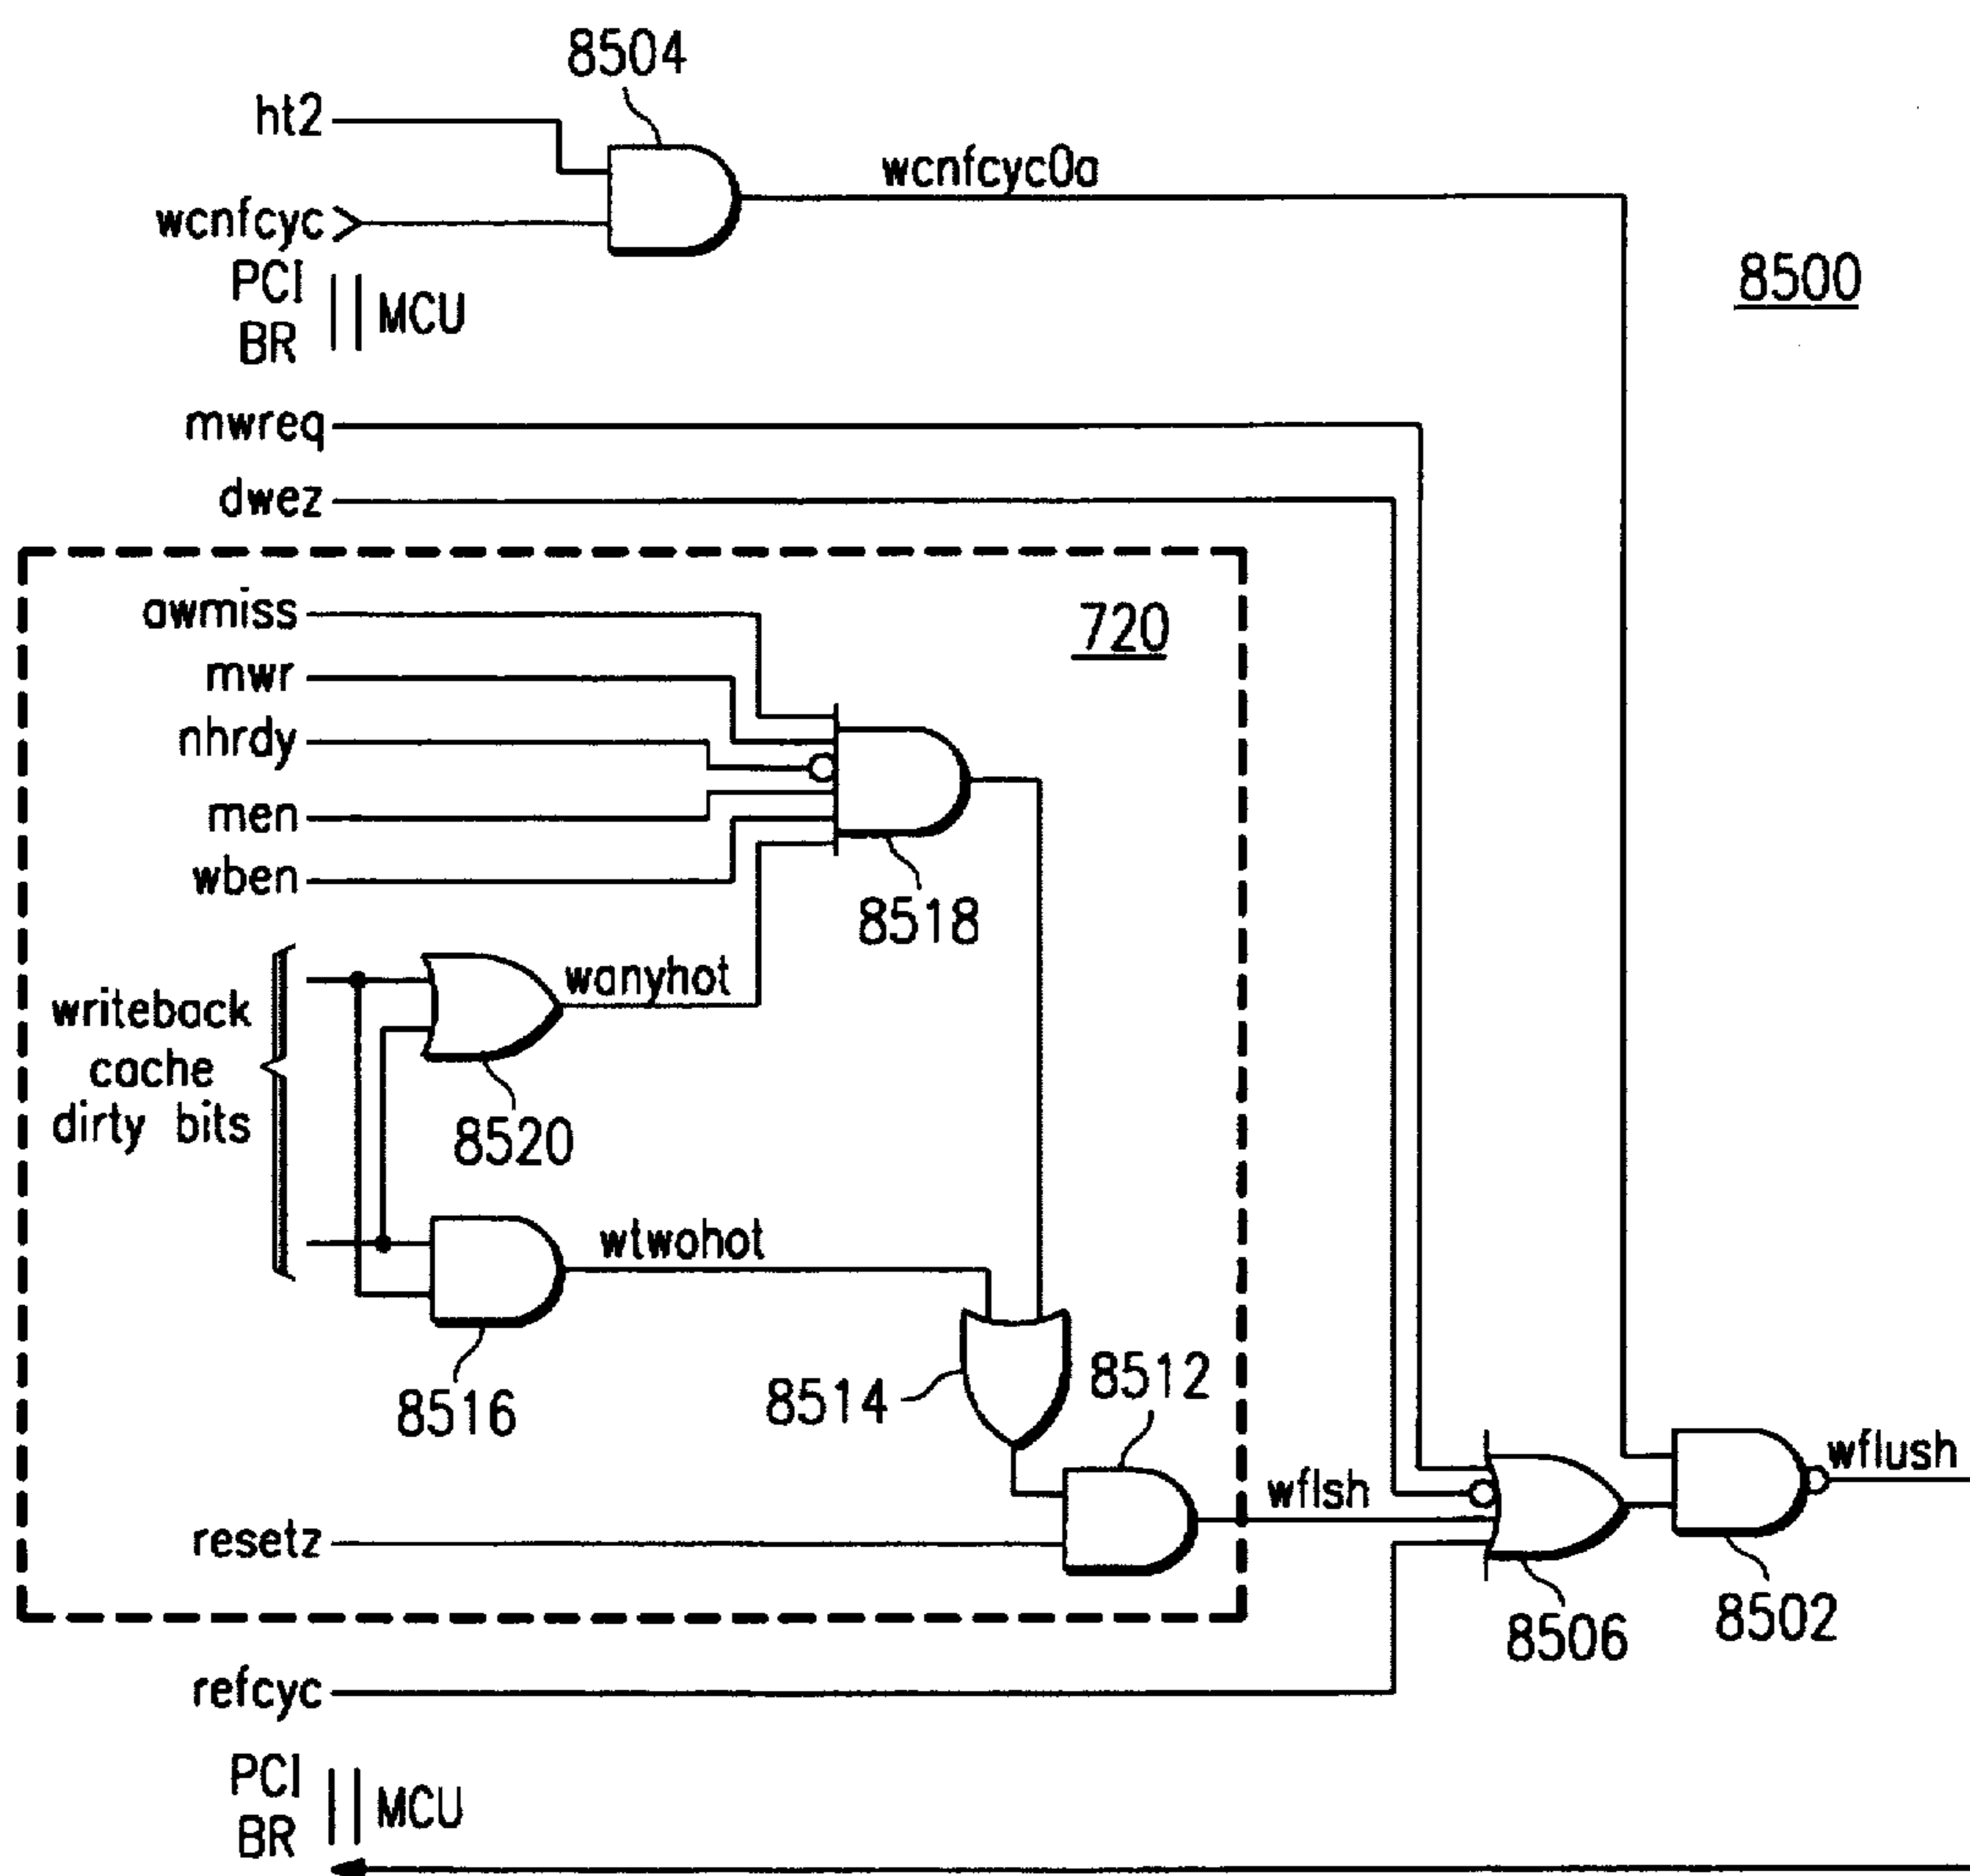 8504
ht2
wcnfcyc0a
wcnfcyc
PCI
BR
MCU
8500
mwreq
dwez
awmiss
720
mwr
nhrdy
men
wben
8518
wanyhot
writeback
cache
dirty bits
8520
wtwohot
8516
8514
8512
wflsh
wflush
resetz
8506
8502
refcyc
PCI
BR
MCU